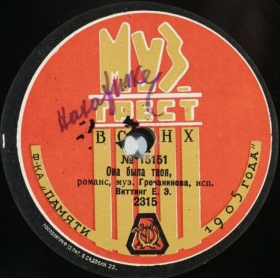 МУЗ
ТРЕСТ
ВСНХ
№ 15151
Она была твоя,
романс, муз. Гречанинова, исп.
Виттинг Е. Э.
2315
Ф-КА „ПАМЯТИ
1905 ГОДА"